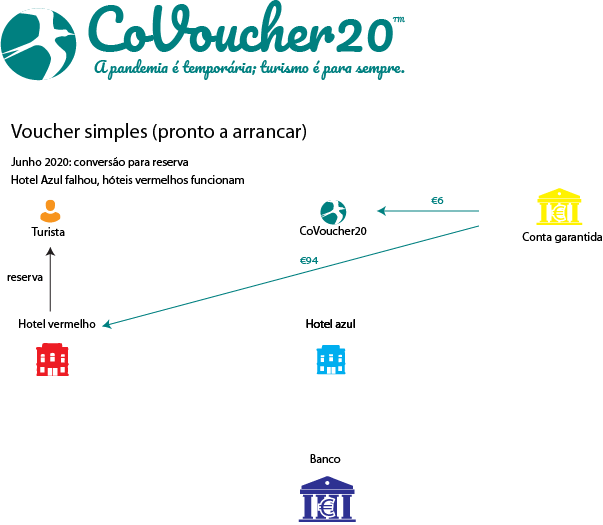 CoVoucher20™
A pandemia é temporária; turismo é para sempre.
Voucher simples (pronto a arrancar)
Junho 2020: conversão para reserva
Hotel Azul falhou, hóteis vermelhos funcionam
€6
Turista
CoVoucher20
Conta garantida
€94
reserva
Hotel vermelho
Hotel azul
Banco